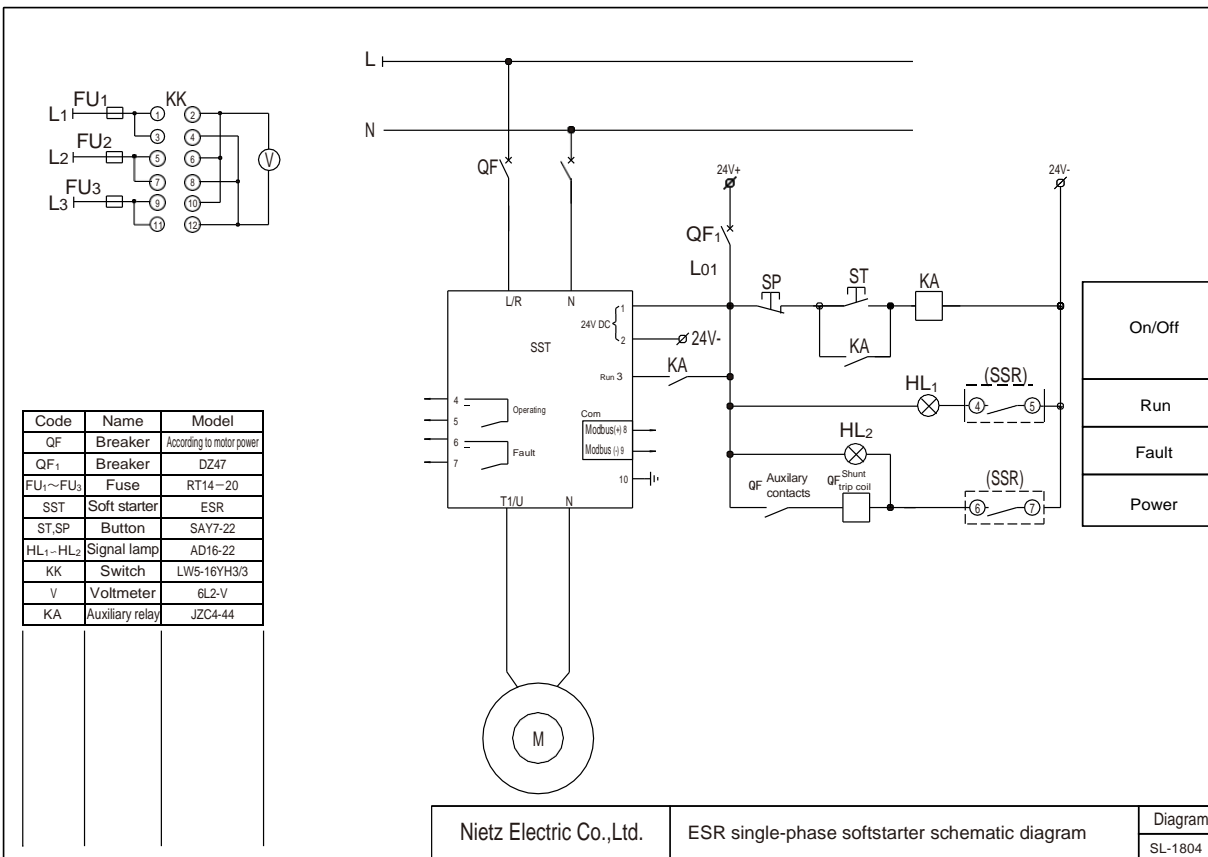 L
N
FU1
KK
L1
1
2
3
4
FU2
L2
5
6
V
7
8
FU3
L3
9
10
11
12
QF
24V+
24V-
QF1
L01
SP
ST
KA
KA
L/R
N
1
24V DC
2
24V-
SST
Run 3
KA
4
5
Operating
6
7
Fault
Com
Modbus(+) 8
Modbus (-) 9
10
T1/U
N
M
HL1
(SSR)
4
5
HL2
QF Auxilary contacts
QF Shunt trip coil
(SSR)
6
7
On/Off
Run
Fault
Power
Code Name Model
QF Breaker According to motor power
QF1 Breaker DZ47
FU1~FU3 Fuse RT14-20
SST Soft starter ESR
ST,SP Button SAY7-22
HL1-HL2 Signal lamp AD16-22
KK Switch LW5-16YH3/3
V Voltmeter 6L2-V
KA Auxiliary relay JZC4-44
Nietz Electric Co.,Ltd.
ESR single-phase softstarter schematic diagram
Diagram
SL-1804